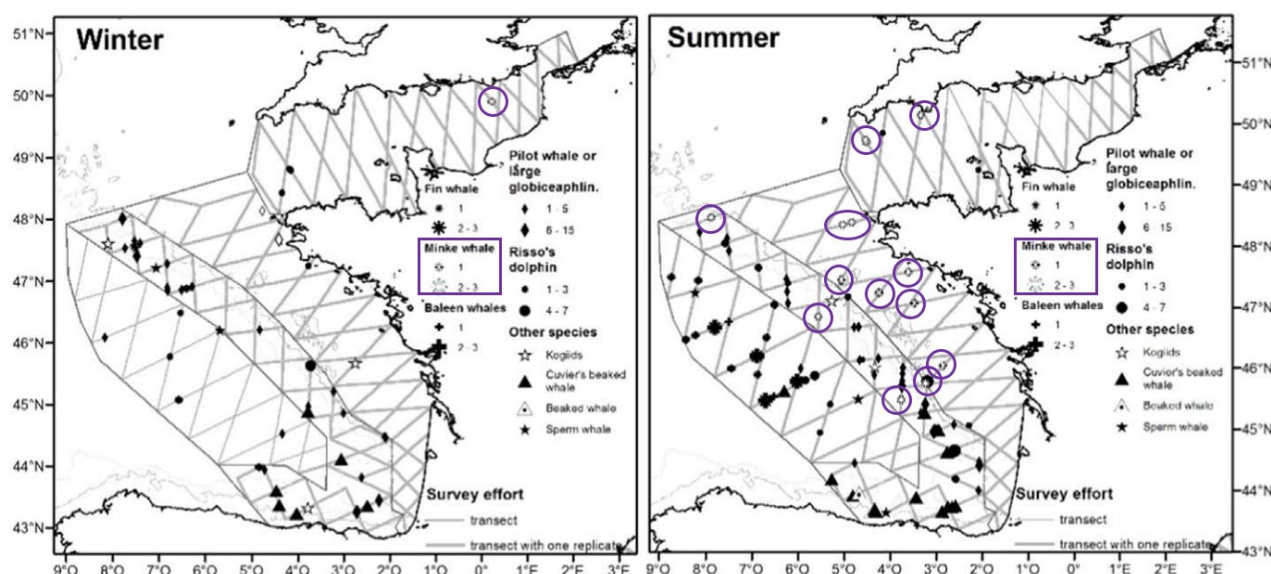 Winter
51°N
50°N
49°N
48°N
47°N
46°N
45°N
44°N
43°N
9°O 8°O 7°O 6°O 5°O 4°O 3°O 2°O 1°O 0° 1°E 2°E 3°E
Fin whale
1
2 - 3
Minke whale
1
2 - 3
Baleen whales
1
2 - 3
Pilot whale or
large
globiceaphlin.
1 - 5
6 - 15
Risso's
dolphin
1 - 3
4 - 7
Other species
Kogiids
Cuvier's beaked
whale
Beaked whale
Sperm whale
Survey effort
transect
transect with one replicate
Summer
51°N
50°N
49°N
48°N
47°N
46°N
45°N
44°N
43°N
9°O 8°O 7°O 6°O 5°O 4°O 3°O 2°O 1°O 0° 1°E 2°E 3°E
Fin whale
1
2 - 3
Minke whale
1
2 - 3
Baleen whales
1
2 - 3
Pilot whale or
large
globiceaphlin.
1 - 5
6 - 15
Risso's
dolphin
1 - 3
4 - 7
Other species
Kogiids
Cuvier's beaked
whale
Beaked whale
Sperm whale
Survey effort
transect
transect with one replicate